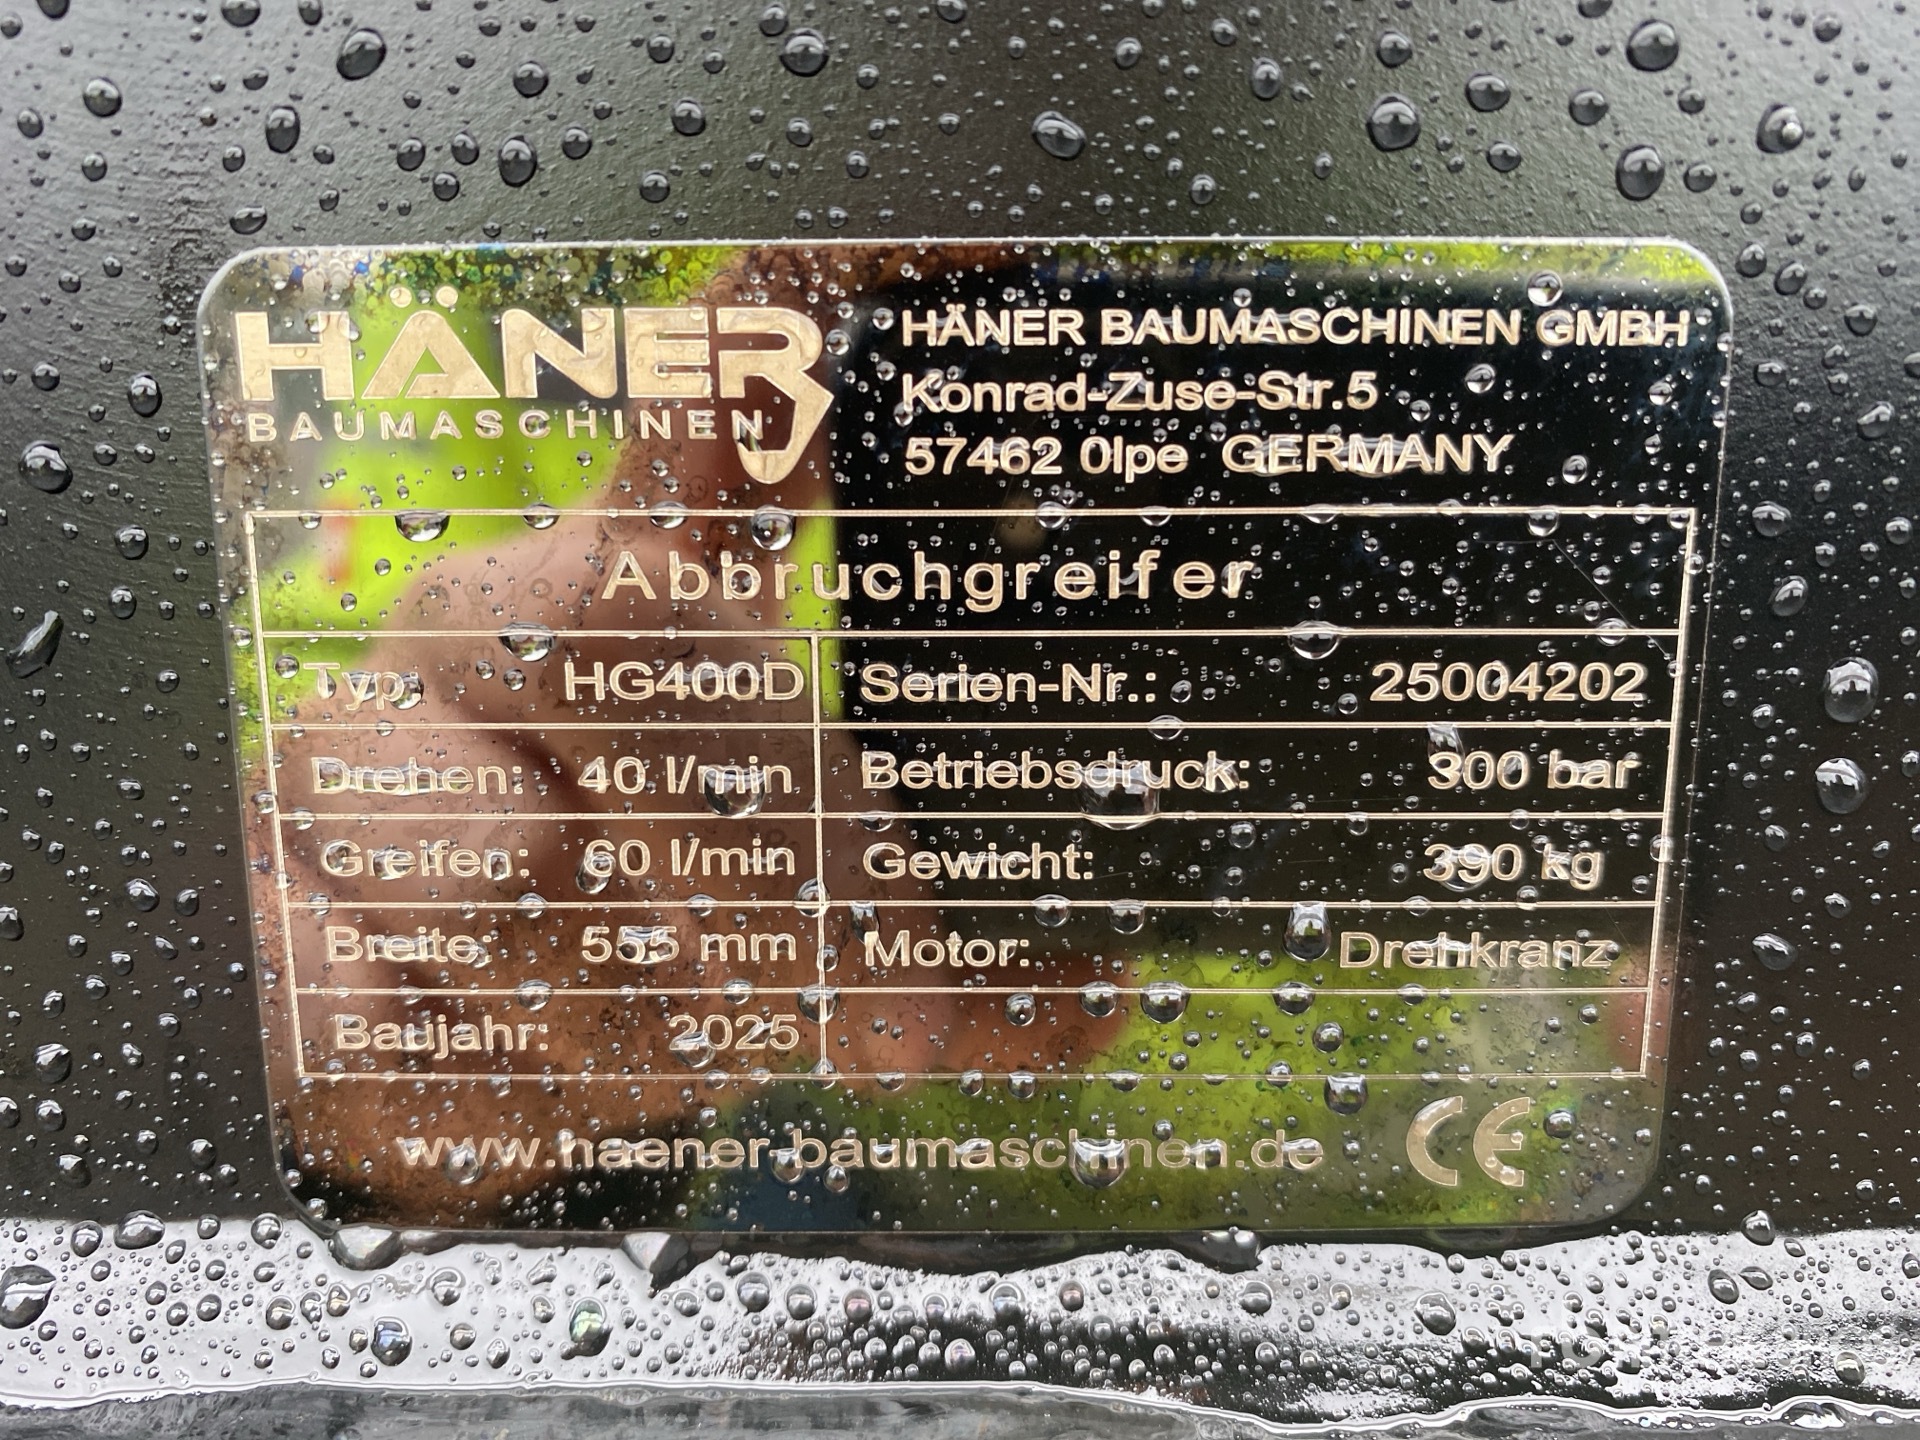 HÄNER
BAUMASCHINEN
HÄNER BAUMASCHINEN GMBH
Konrad-Zuse-Str.5
57462 Olpe GERMANY
Abbruchgreifer
Typ: HG400D Serien-Nr.: 25004202
Drehen: 40 l/min Betriebsdruck: 300 bar
Greifen: 60 l/min Gewicht: 390 kg
Breite: 555 mm Motor: Drehkranz
Baujahr: 2025
www.haener-baumaschinen.de CE